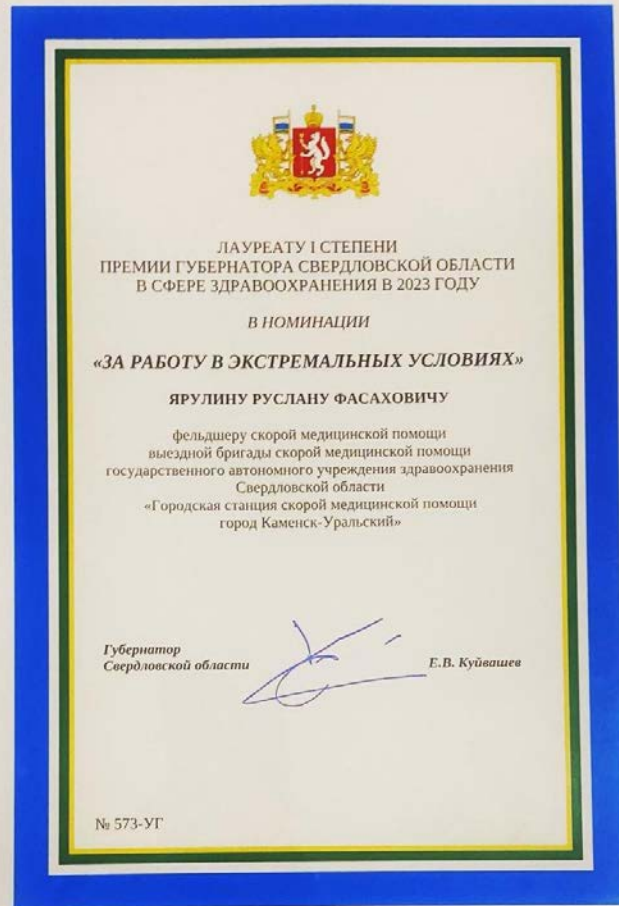 ЛАУРЕАТУ I СТЕПЕНИ
ПРЕМИИ ГУБЕРНАТОРА СВЕРДЛОВСКОЙ ОБЛАСТИ
В СФЕРЕ ЗДРАВООХРАНЕНИЯ В 2023 ГОДУ
В НОМИНАЦИИ
«ЗА РАБОТУ В ЭКСТРЕМАЛЬНЫХ УСЛОВИЯХ»
ЯРУЛИНУ РУСЛАНУ ФАСАХОВИЧУ
фельдшеру скорой медицинской помощи
выездной бригады скорой медицинской помощи
государственного автономного учреждения здравоохранения
Свердловской области
«Городская станция скорой медицинской помощи
город Каменск-Уральский»
Губернатор
Свердловской области
Е.В. Куйвашев
№ 573-УГ